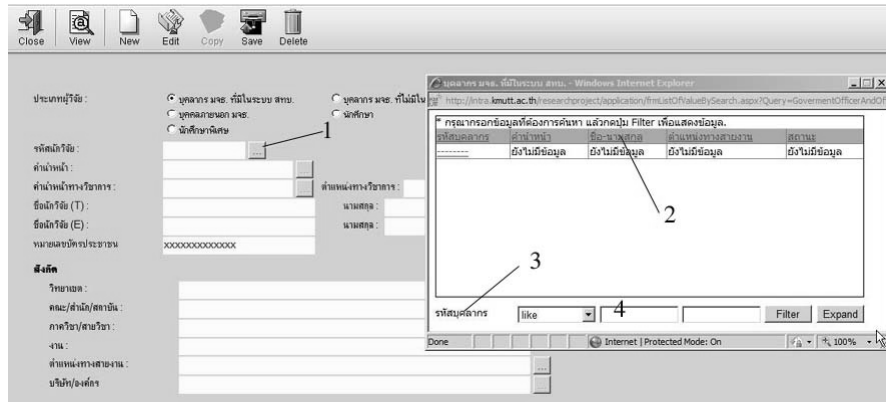 Close View New Edit Copy Save Delete
ประเภทผู้วิจัย :
บุคลากร มจธ. ที่มีในระบบ สทบ.
บุคลากร มจธ. ที่ไม่มีใน
บุคคลภายนอก มจธ.
นักศึกษา
นักศึกษาพิเศษ
1
รหัสนักวิจัย :
...
คำนำหน้า :
คำนำหน้าทางวิชาการ :
ตำแหน่งทางวิชาการ :
ชื่อนักวิจัย (T) :
นามสกุล :
ชื่อนักวิจัย (E) :
นามสกุล :
หมายเลขบัตรประชาชน
xxxxxxxxxxxxx
สังกัด
วิทยาเขต :
คณะ/สำนัก/สถาบัน :
ภาควิชา/สายวิชา :
งาน :
ตำแหน่งทางสายงาน :
...
บริษัท/องค์กร
...
บุคลากร มจธ. ที่มีในระบบ สทบ. - Windows Internet Explorer
http://intra.kmutt.ac.th/researchproject/application/frmListOfValueBySearch.aspx?Query=GovermentOfficerAndOf
* กรุณากรอกข้อมูลที่ต้องการค้นหา แล้วกดปุ่ม Filter เพื่อแสดงข้อมูล.
รหัสบุคลากร คำนำหน้า ชื่อ-นามสกุล ตำแหน่งทางสายงาน สถานะ
-------- ยังไม่มีข้อมูล ยังไม่มีข้อมูล ยังไม่มีข้อมูล ยังไม่มีข้อมูล
2
3
รหัสบุคลากร like 4 Filter Expand
Done Internet | Protected Mode: On 100%